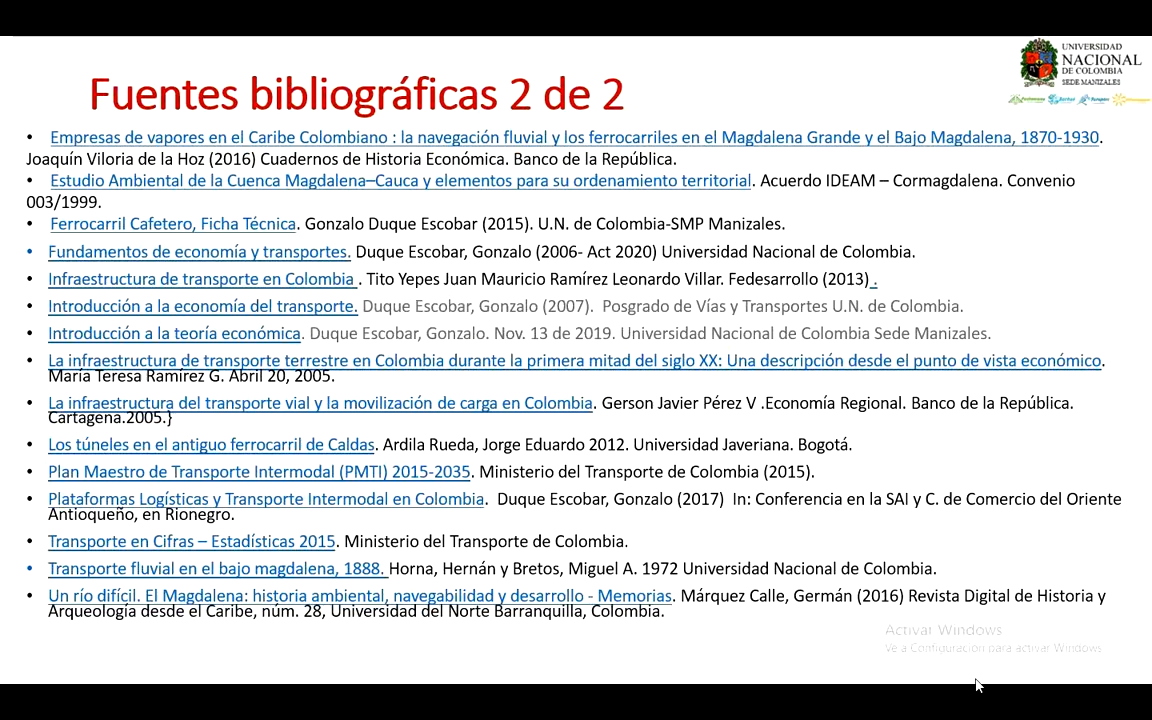 UNIVERSIDAD
NACIONAL
DE COLOMBIA
SEDE MANIZALES
Fuentes bibliográficas 2 de 2
• Empresas de vapores en el Caribe Colombiano : la navegación fluvial y los ferrocarriles en el Magdalena Grande y el Bajo Magdalena, 1870-1930.
Joaquín Viloria de la Hoz (2016) Cuadernos de Historia Económica. Banco de la República.
• Estudio Ambiental de la Cuenca Magdalena–Cauca y elementos para su ordenamiento territorial. Acuerdo IDEAM – Cormagdalena. Convenio
003/1999.
• Ferrocarril Cafetero, Ficha Técnica. Gonzalo Duque Escobar (2015). U.N. de Colombia-SMP Manizales.
• Fundamentos de economía y transportes. Duque Escobar, Gonzalo (2006- Act 2020) Universidad Nacional de Colombia.
• Infraestructura de transporte en Colombia . Tito Yepes Juan Mauricio Ramírez Leonardo Villar. Fedesarrollo (2013) .
• Introducción a la economía del transporte. Duque Escobar, Gonzalo (2007). Posgrado de Vías y Transportes U.N. de Colombia.
• Introducción a la teoría económica. Duque Escobar, Gonzalo. Nov. 13 de 2019. Universidad Nacional de Colombia Sede Manizales.
• La infraestructura de transporte terrestre en Colombia durante la primera mitad del siglo XX: Una descripción desde el punto de vista económico.
María Teresa Ramírez G. Abril 20, 2005.
• La infraestructura del transporte vial y la movilización de carga en Colombia. Gerson Javier Pérez V .Economía Regional. Banco de la República.
Cartagena.2005.}
• Los túneles en el antiguo ferrocarril de Caldas. Ardila Rueda, Jorge Eduardo 2012. Universidad Javeriana. Bogotá.
• Plan Maestro de Transporte Intermodal (PMTI) 2015-2035. Ministerio del Transporte de Colombia (2015).
• Plataformas Logísticas y Transporte Intermodal en Colombia. Duque Escobar, Gonzalo (2017) In: Conferencia en la SAI y C. de Comercio del Oriente
Antioqueño, en Rionegro.
• Transporte en Cifras – Estadísticas 2015. Ministerio del Transporte de Colombia.
• Transporte fluvial en el bajo magdalena, 1888. Horna, Hernán y Bretos, Miguel A. 1972 Universidad Nacional de Colombia.
• Un río difícil. El Magdalena: historia ambiental, navegabilidad y desarrollo - Memorias. Márquez Calle, Germán (2016) Revista Digital de Historia y
Arqueología desde el Caribe, núm. 28, Universidad del Norte Barranquilla, Colombia.
Activar Windows
Ve a Configuración para activar Windows.